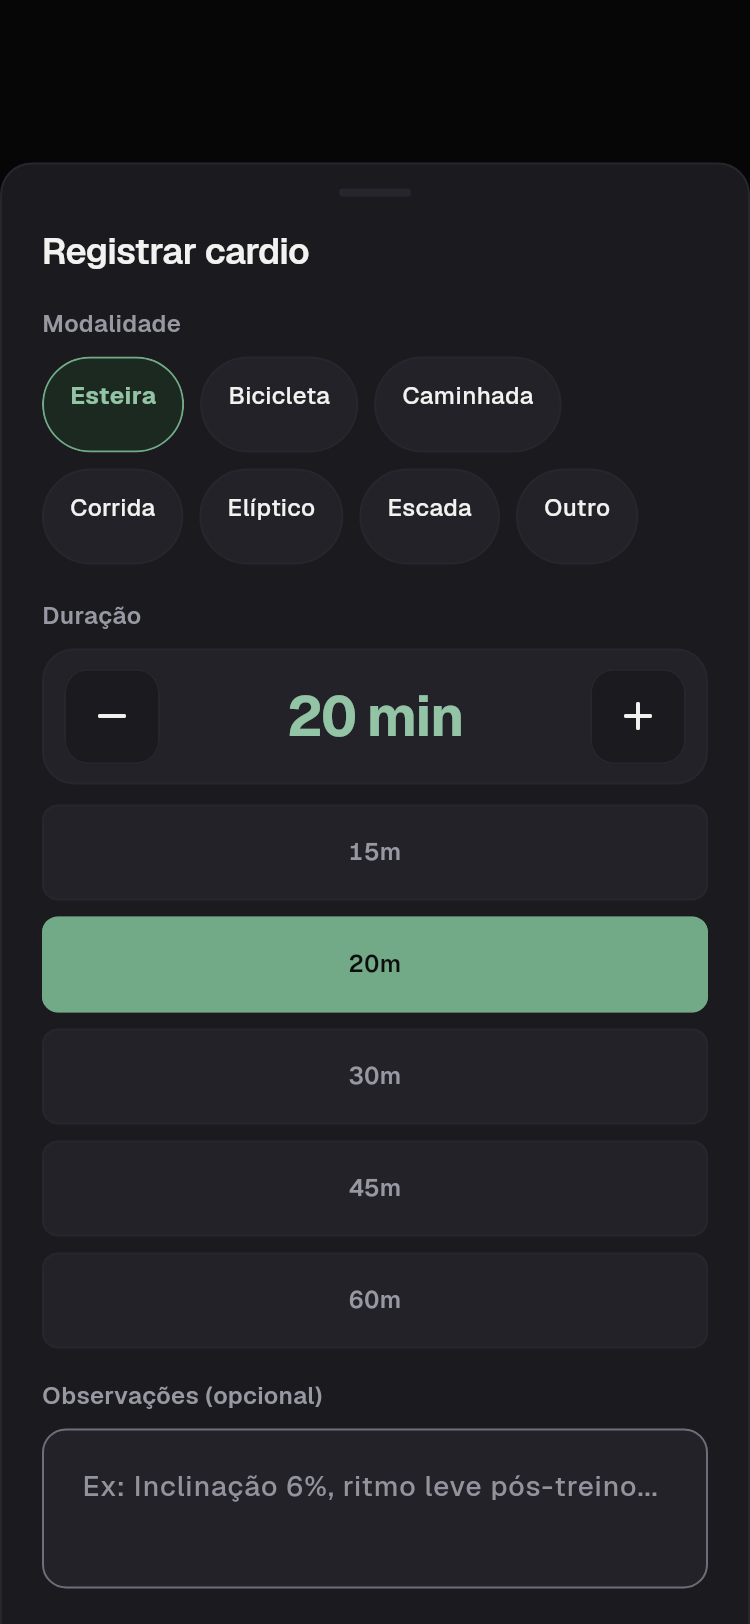 Registrar cardio
Modalidade
Esteira Bicicleta Caminhada
Corrida Elíptico Escada Outro
Duração
− 20 min +
15m
20m
30m
45m
60m
Observações (opcional)
Ex: Inclinação 6%, ritmo leve pós-treino...